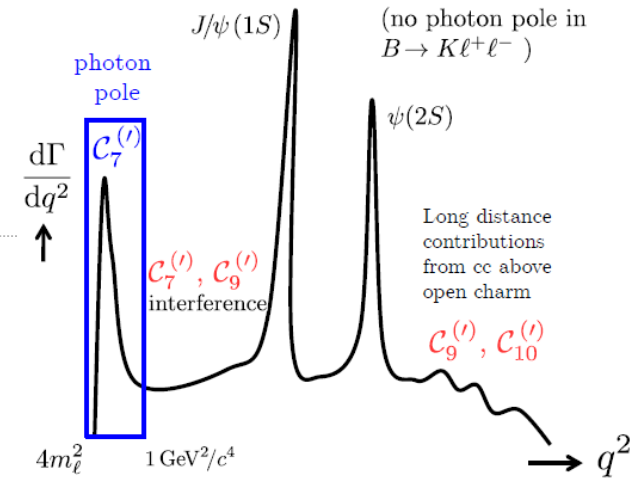 J/ψ(1S)
(no photon pole in
B → Kℓ⁺ℓ⁻ )
photon
pole
C₇⁽′⁾
ψ(2S)
dΓ
dq²
Long distance
contributions
from cc above
open charm
C₇⁽′⁾, C₉⁽′⁾
interference
C₉⁽′⁾, C₁₀⁽′⁾
4m²ℓ
1 GeV²/c⁴
q²